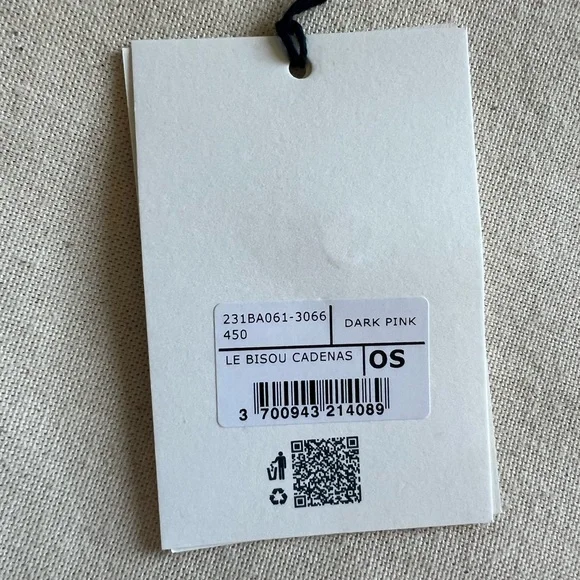 231BA061-3066
450
DARK PINK
LE BISOU CADENAS
OS
3 700943 214089